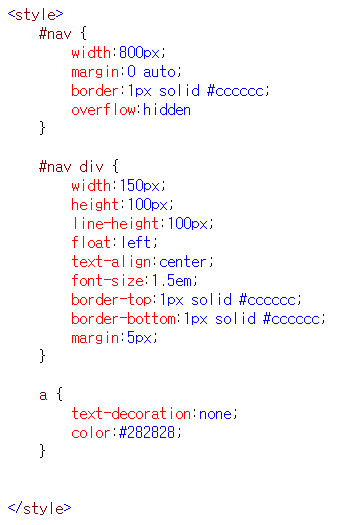 <style>
#nav {
width:800px;
margin:0 auto;
border:1px solid #cccccc;
overflow:hidden
}
#nav div {
width:150px;
height:100px;
line-height:100px;
float:left;
text-align:center;
font-size:1.5em;
border-top:1px solid #cccccc;
border-bottom:1px solid #cccccc;
margin:5px;
}
a {
text-decoration:none;
color:#282828;
}
</style>